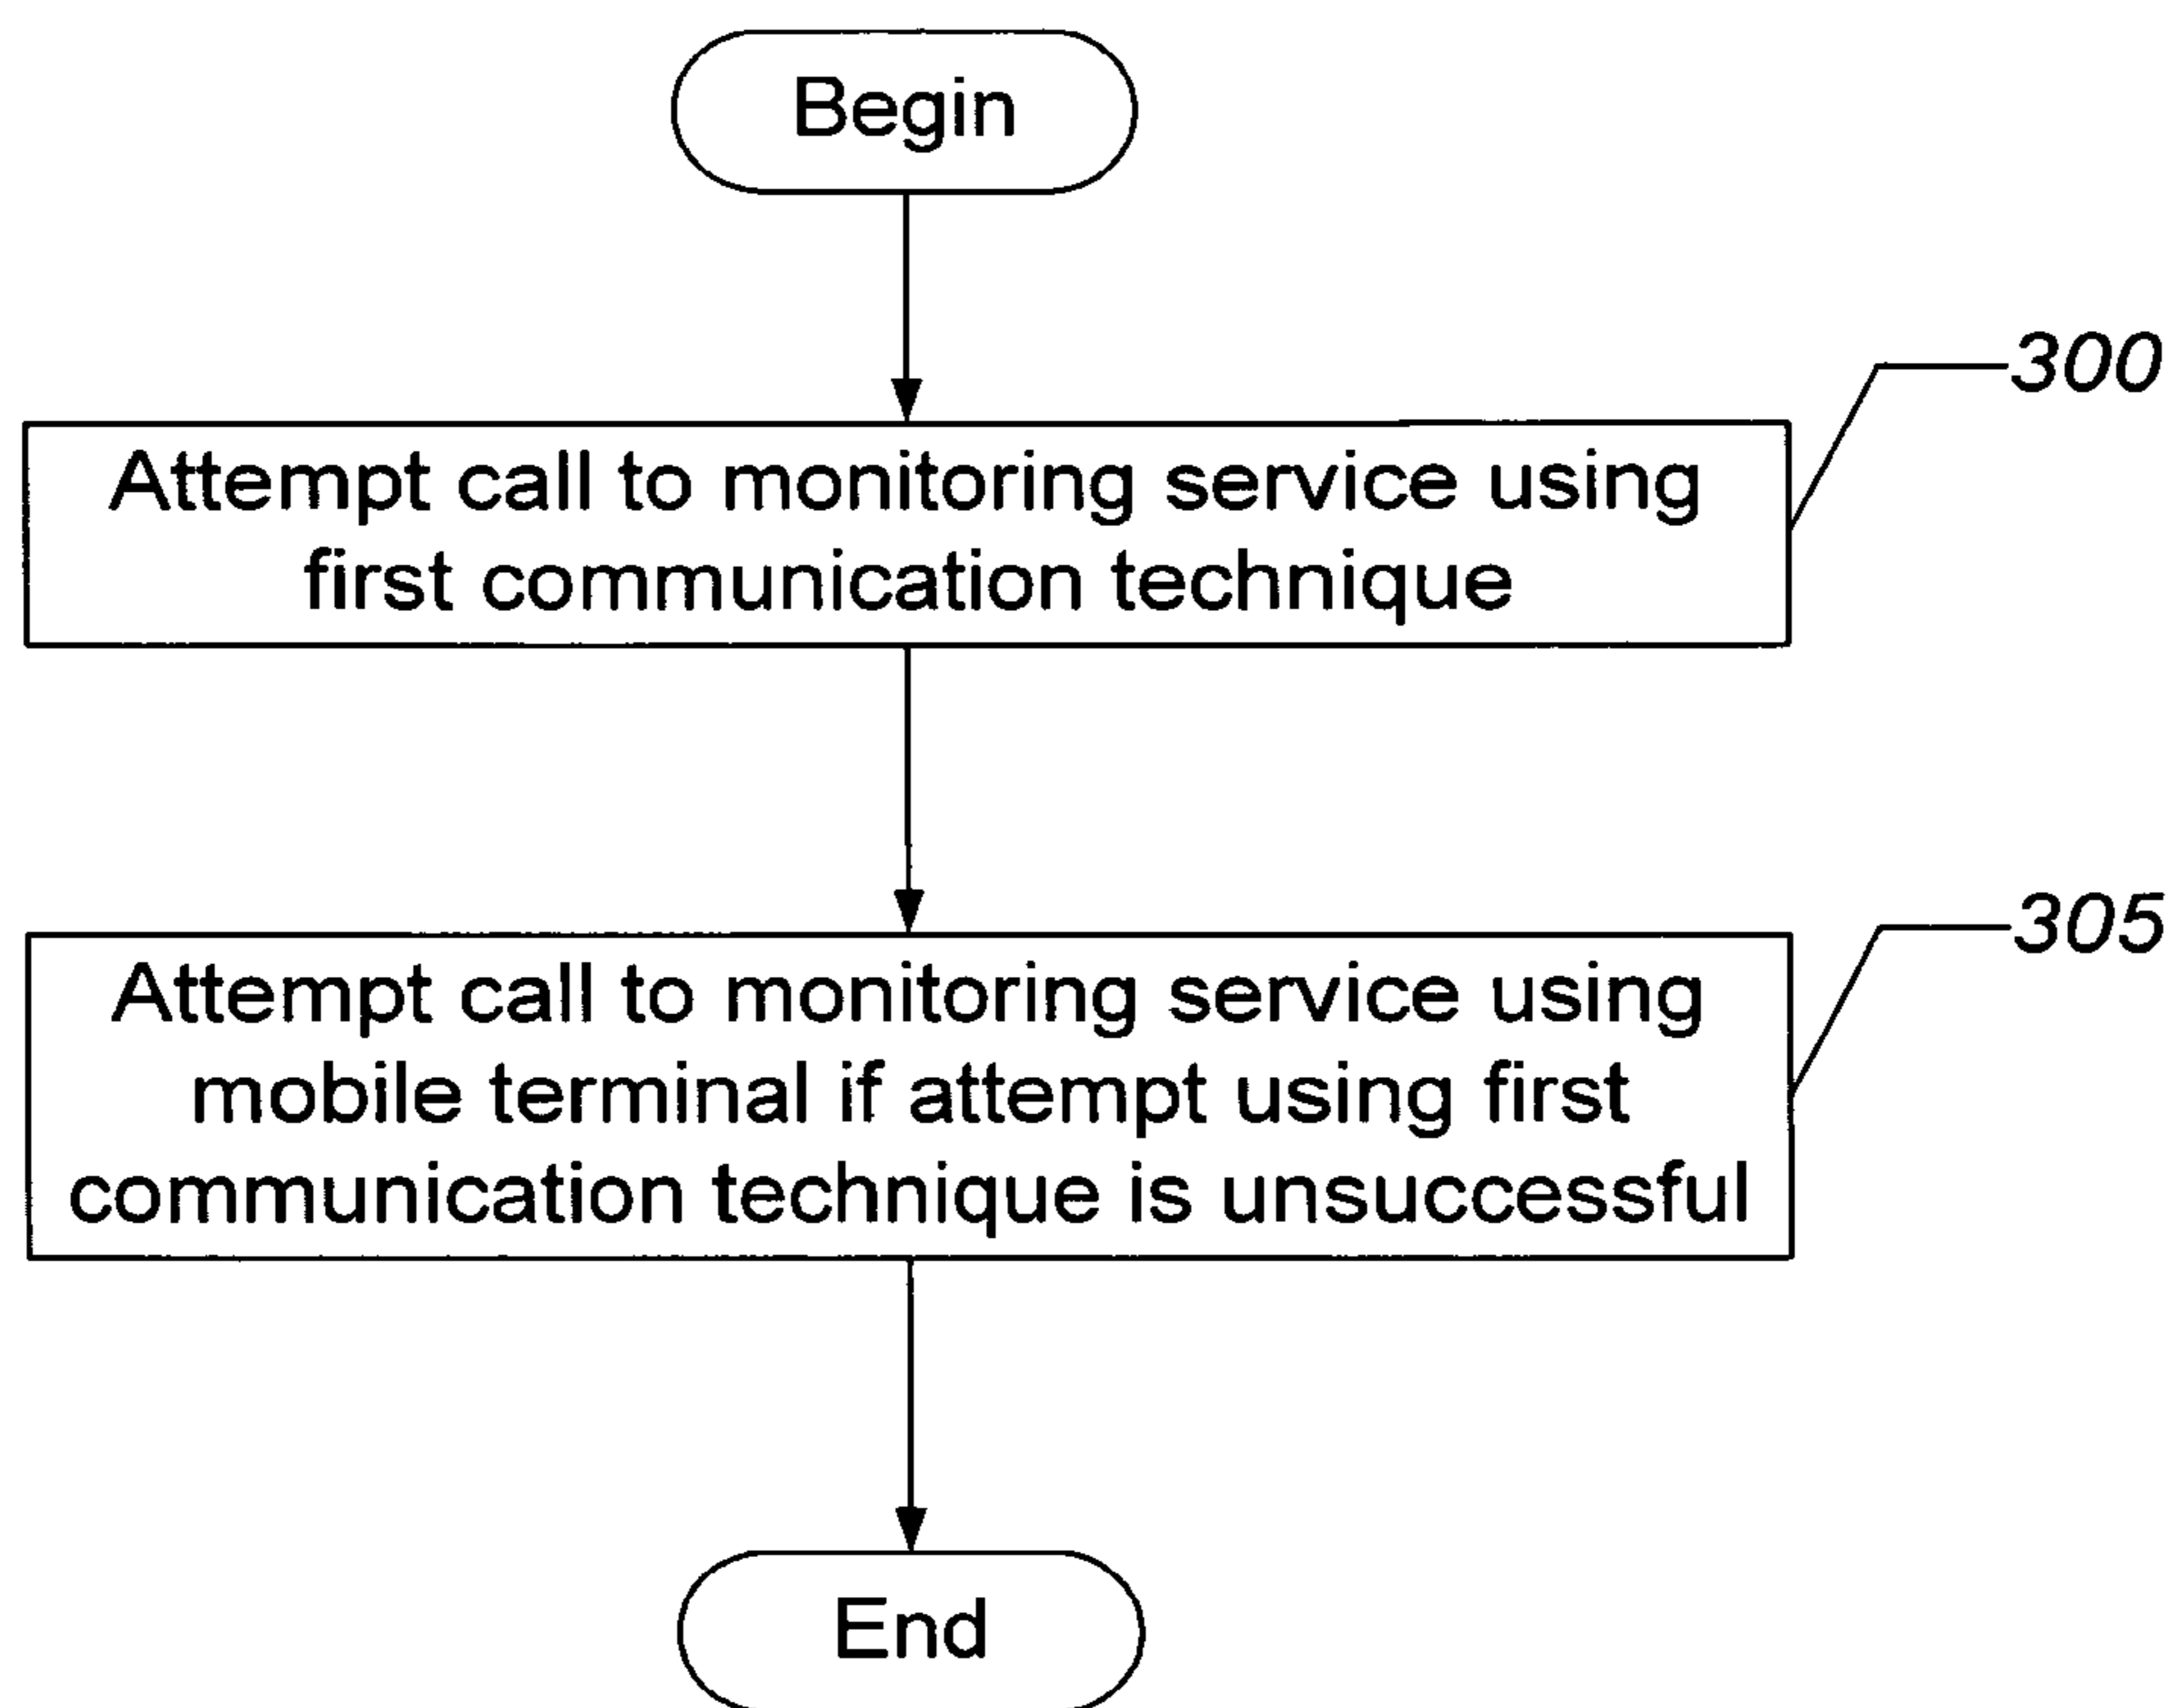 Begin
300
Attempt call to monitoring service using
first communication technique
305
Attempt call to monitoring service using
mobile terminal if attempt using first
communication technique is unsuccessful
End